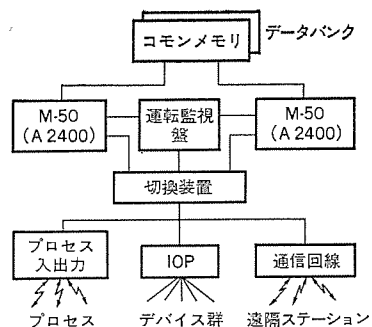 コモンメモリ
データバンク
M-50
(A 2400)
運転監視
盤
M-50
(A 2400)
切換装置
プロセス
入出力
IOP
通信回線
プロセス
デバイス群
遠隔ステーション